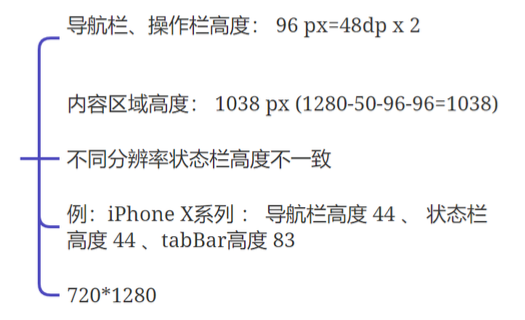 导航栏、操作栏高度： 96 px=48dp x 2
内容区域高度： 1038 px (1280-50-96-96=1038)
不同分辨率状态栏高度不一致
例：iPhone X系列 ： 导航栏高度 44 、 状态栏
高度 44 、tabBar高度 83
720*1280